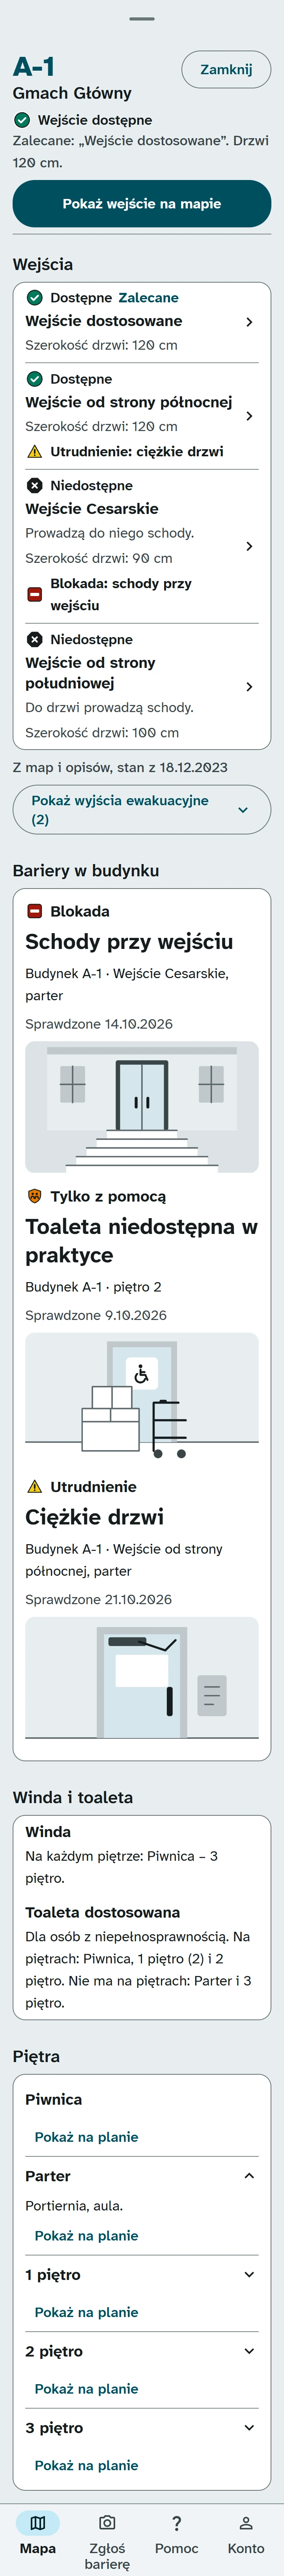 A-1
Zamknij
Gmach Główny
Wejście dostępne
Zalecane: „Wejście dostosowane”. Drzwi
120 cm.
Pokaż wejście na mapie
Wejścia
Dostępne Zalecane
Wejście dostosowane
Szerokość drzwi: 120 cm
Dostępne
Wejście od strony północnej
Szerokość drzwi: 120 cm
Utrudnienie: ciężkie drzwi
Niedostępne
Wejście Cesarskie
Prowadzą do niego schody.
Szerokość drzwi: 90 cm
Blokada: schody przy
wejściu
Niedostępne
Wejście od strony
południowej
Do drzwi prowadzą schody.
Szerokość drzwi: 100 cm
Z map i opisów, stan z 18.12.2023
Pokaż wyjścia ewakuacyjne
(2)
Bariery w budynku
Blokada
Schody przy wejściu
Budynek A-1 · Wejście Cesarskie,
parter
Sprawdzone 14.10.2026
Tylko z pomocą
Toaleta niedostępna w
praktyce
Budynek A-1 · piętro 2
Sprawdzone 9.10.2026
Utrudnienie
Ciężkie drzwi
Budynek A-1 · Wejście od strony
północnej, parter
Sprawdzone 21.10.2026
Winda i toaleta
Winda
Na każdym piętrze: Piwnica – 3
piętro.
Toaleta dostosowana
Dla osób z niepełnosprawnością. Na
piętrach: Piwnica, 1 piętro (2) i 2
piętro. Nie ma na piętrach: Parter i 3
piętro.
Piętra
Piwnica
Pokaż na planie
Parter
Portiernia, aula.
Pokaż na planie
1 piętro
Pokaż na planie
2 piętro
Pokaż na planie
3 piętro
Pokaż na planie
Mapa
Zgłoś
barierę
Pomoc
Konto